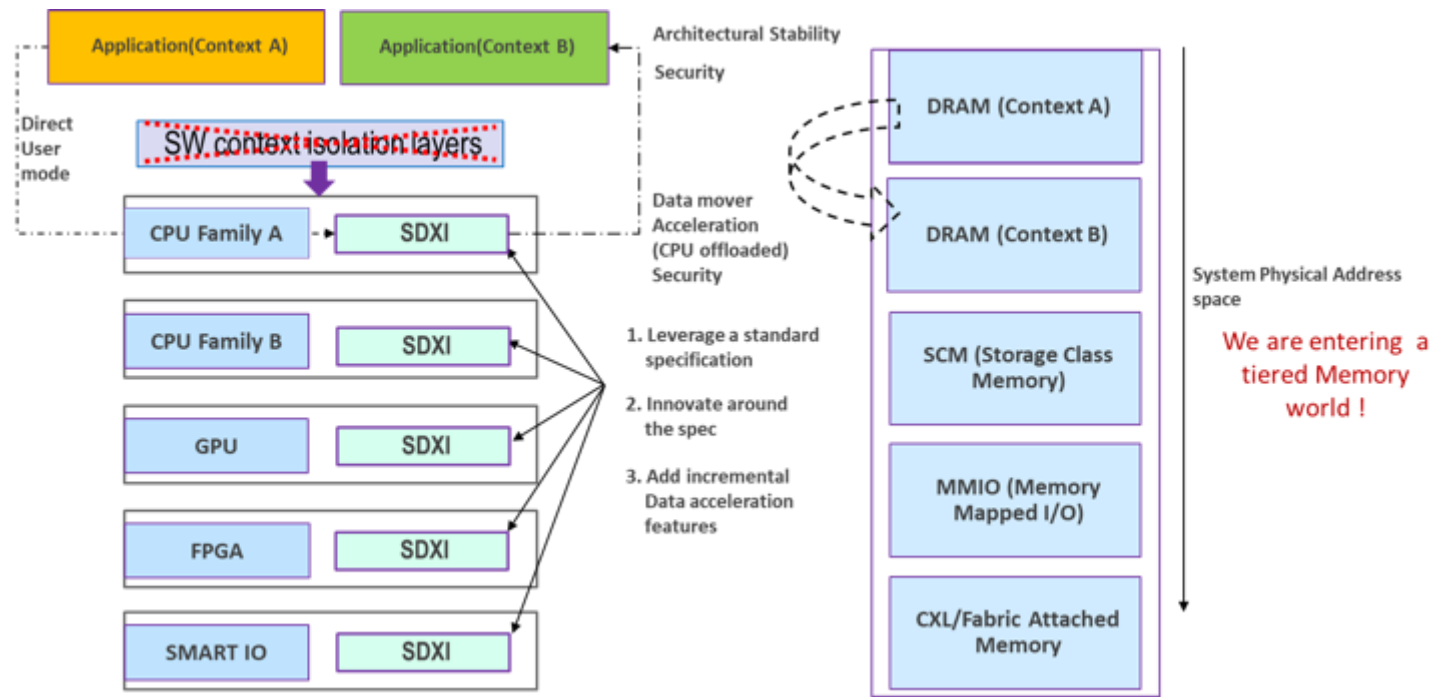 Application(Context A)
Application(Context B)
Architectural Stability
Security
Direct
User
mode
SW context isolation layers
CPU Family A
SDXI
Data mover
Acceleration
(CPU offloaded)
Security
CPU Family B
SDXI
1. Leverage a standard
specification
GPU
SDXI
2. Innovate around
the spec
3. Add incremental
Data acceleration
features
FPGA
SDXI
SMART IO
SDXI
DRAM (Context A)
DRAM (Context B)
SCM (Storage Class
Memory)
MMIO (Memory
Mapped I/O)
CXL/Fabric Attached
Memory
System Physical Address
space
We are entering a
tiered Memory
world !